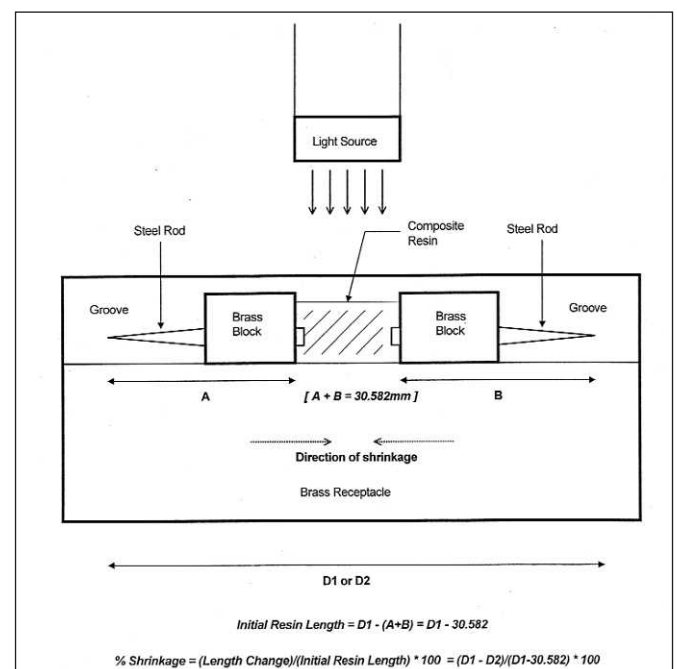 Light Source
Steel Rod
Composite
Resin
Steel Rod
Groove
Brass
Block
Brass
Block
Groove
A
[ A + B = 30.582mm ]
B
Direction of shrinkage
Brass Receptacle
D1 or D2
Initial Resin Length = D1 - (A+B) = D1 - 30.582
% Shrinkage = (Length Change)/(Initial Resin Length) * 100 = (D1 - D2)/(D1-30.582) * 100